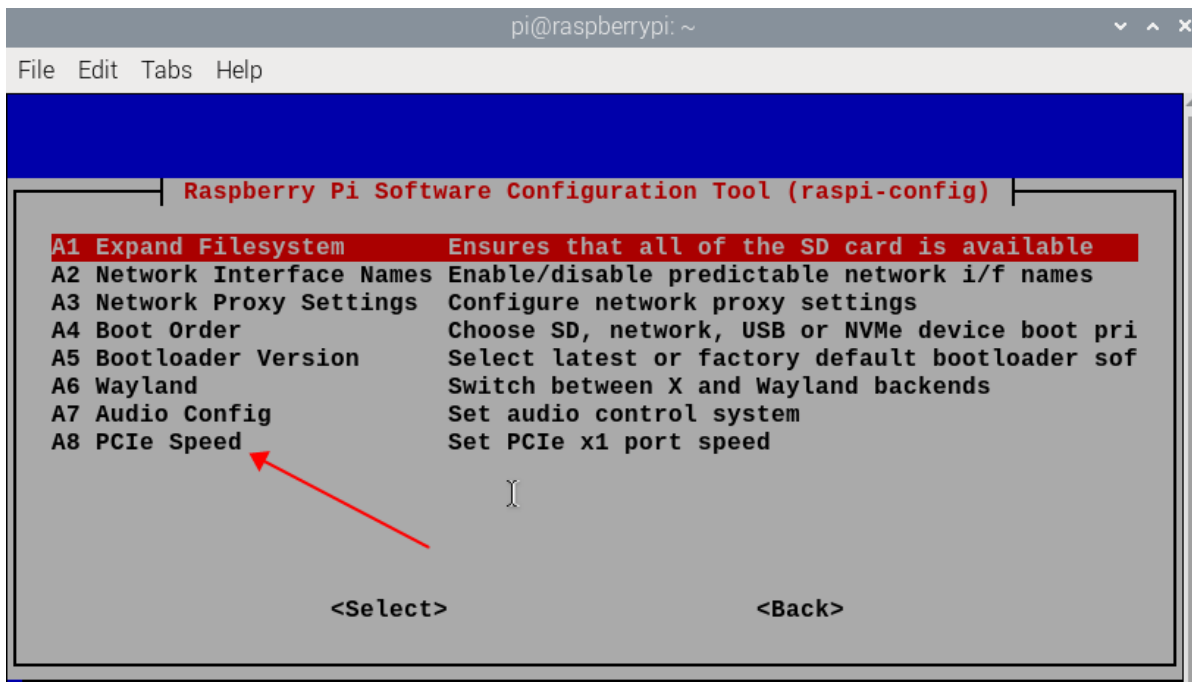 pi@raspberrypi: ~
File Edit Tabs Help
Raspberry Pi Software Configuration Tool (raspi-config)
A1 Expand Filesystem Ensures that all of the SD card is available
A2 Network Interface Names Enable/disable predictable network i/f names
A3 Network Proxy Settings Configure network proxy settings
A4 Boot Order Choose SD, network, USB or NVMe device boot pri
A5 Bootloader Version Select latest or factory default bootloader sof
A6 Wayland Switch between X and Wayland backends
A7 Audio Config Set audio control system
A8 PCIe Speed Set PCIe x1 port speed
<Select> <Back>